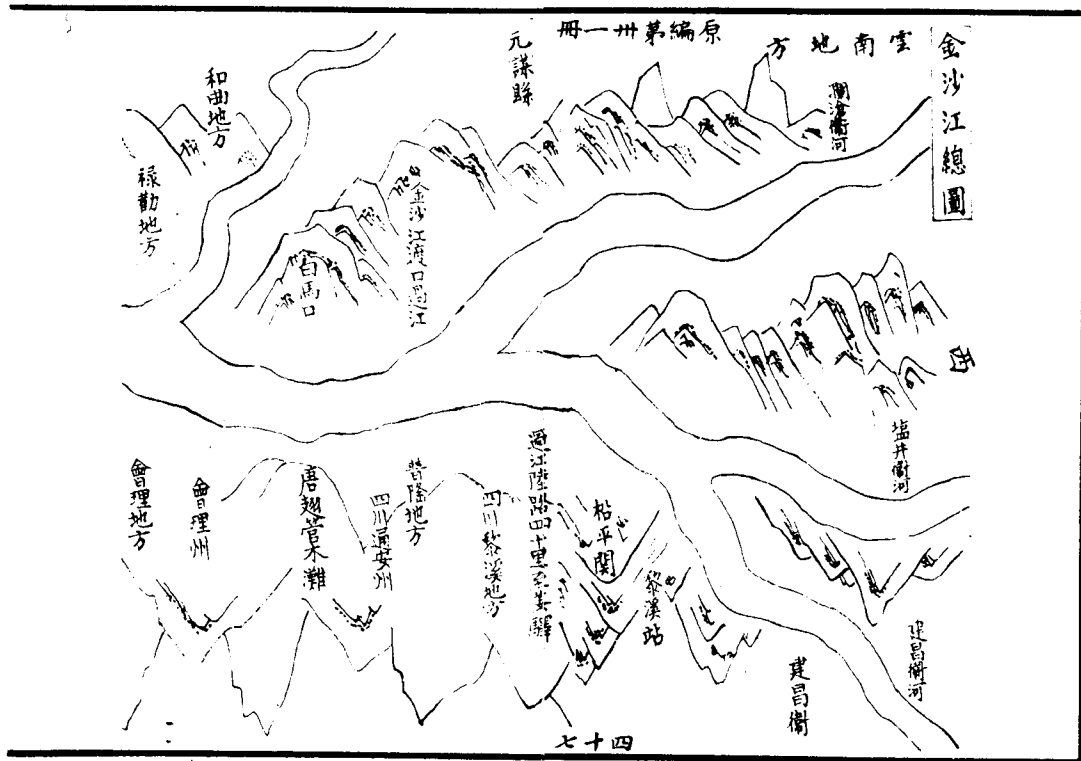 金沙江總圖
雲南地方
原編第卅一冊
瀾滄衛河
元謀縣
金沙江渡口過江
白馬口
和曲地方
祿勸地方
西
塩井衛河
建昌衛河
建昌衛
黎溪站
松平関
過江陸路四十里至姜驛
四川黎溪地方
普隆地方
四川通安州
唐翅管木灘
會理州
會理地方
四十七